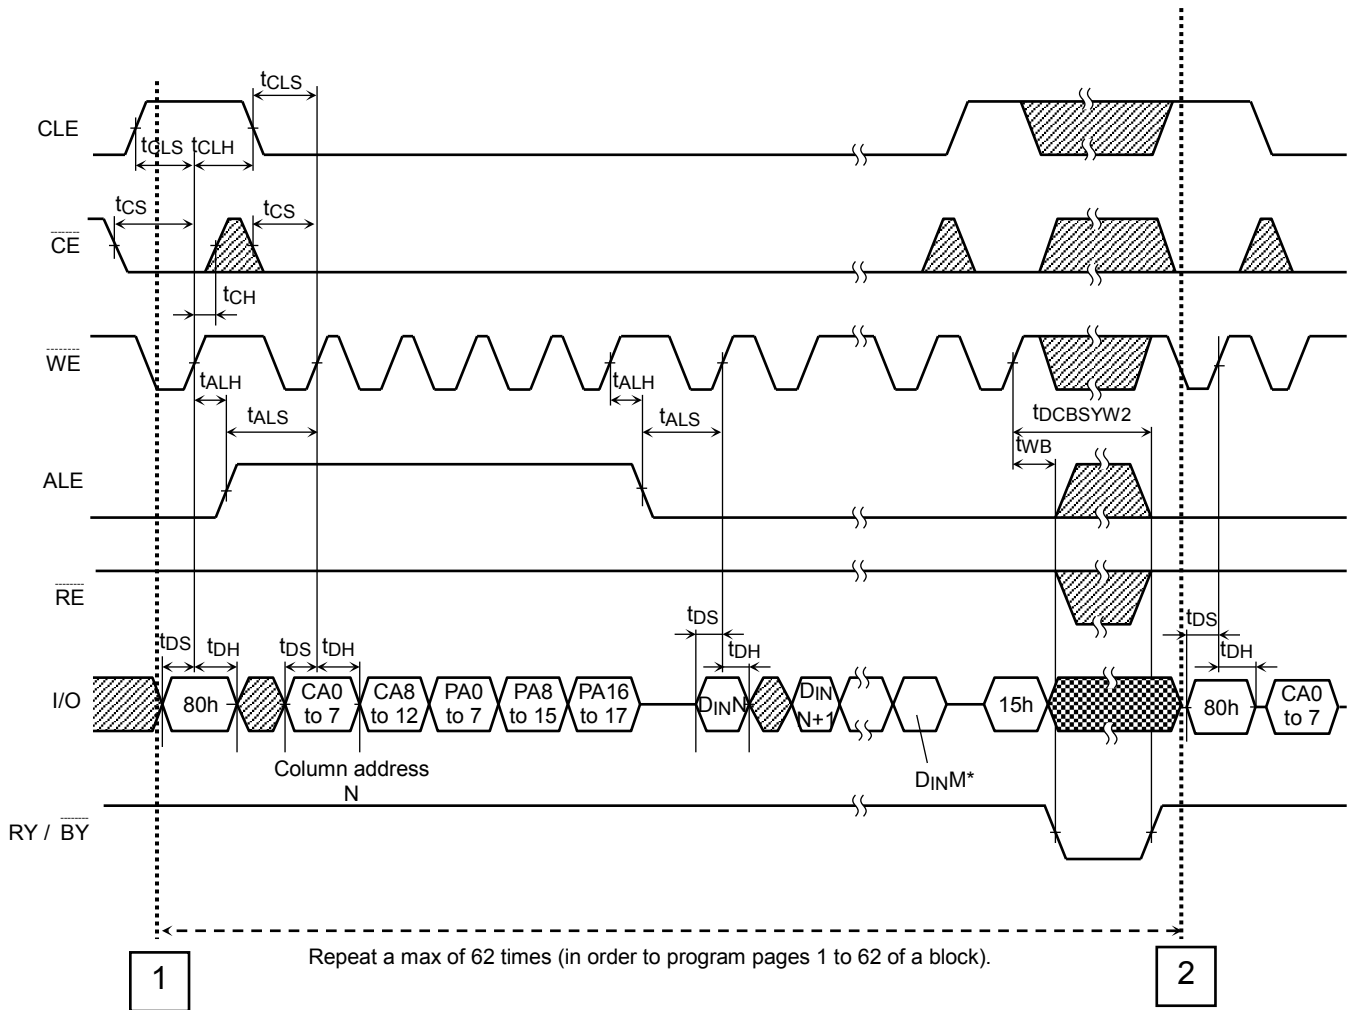 tCLS
CLE
tCLS tCLH
tCS
tCS
CE
tCH
WE
tALH
tALH
tALS
tALS
tDCBSYW2
tWB
ALE
RE
tDS
tDH
tDS
tDH
tDS
tDH
tDS
tDH
I/O
80h
CA0
to 7
CA8
to 12
PA0
to 7
PA8
to 15
PA16
to 17
DINN
DIN
N+1
15h
80h
CA0
to 7
Column address
N
DINM*
RY / BY
Repeat a max of 62 times (in order to program pages 1 to 62 of a block).
1
2